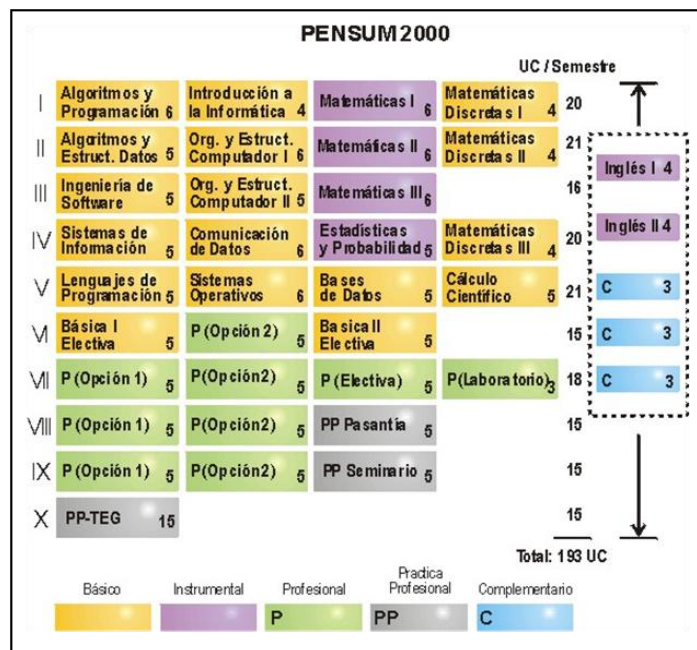 PENSUM 2000
UC / Semestre
I
Algoritmos y
Programación 6
Introducción a
la Informática 4
Matemáticas I
6
Matemáticas
Discretas I 4
20
II
Algoritmos y
Estruct. Datos 5
Org. y Estruct.
Computador I 6
Matemáticas II
6
Matemáticas
Discretas II 4
21
Inglés I 4
III
Ingeniería de
Software 5
Org. y Estruct.
Computador II 5
Matemáticas III
6
16
Inglés II 4
IV
Sistemas de
Información 5
Comunicación
de Datos 6
Estadísticas
y Probabilidad 5
Matemáticas
Discretas III 4
20
V
Lenguajes de
Programación 5
Sistemas
Operativos 6
Bases
de Datos 5
Cálculo
Científico 5
21
C 3
VI
Básica I
Electiva 5
P (Opción 2)
5
Basica II
Electiva 5
15
C 3
VII
P (Opción 1)
5
P (Opción2)
5
P (Electiva)
5
P(Laboratorio)
3
18
C 3
VIII
P (Opción 1) 5
P (Opción2) 5
PP Pasantía 5
15
IX
P (Opción 1) 5
P (Opción2) 5
PP Seminario 5
15
X
PP-TEG 15
15
Total: 193 UC
Básico
Instrumental
Profesional
Practica
Profesional
Complementario
P
PP
C